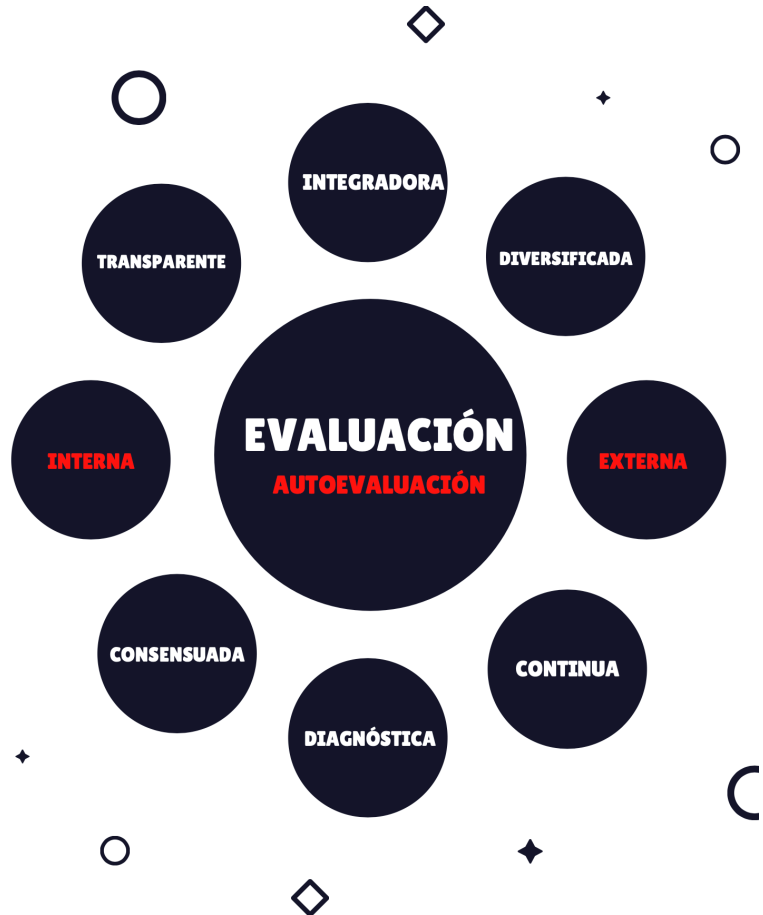 INTEGRADORA
DIVERSIFICADA
TRANSPARENTE
EVALUACIÓN
AUTOEVALUACIÓN
INTERNA
EXTERNA
CONSENSUADA
CONTINUA
DIAGNÓSTICA